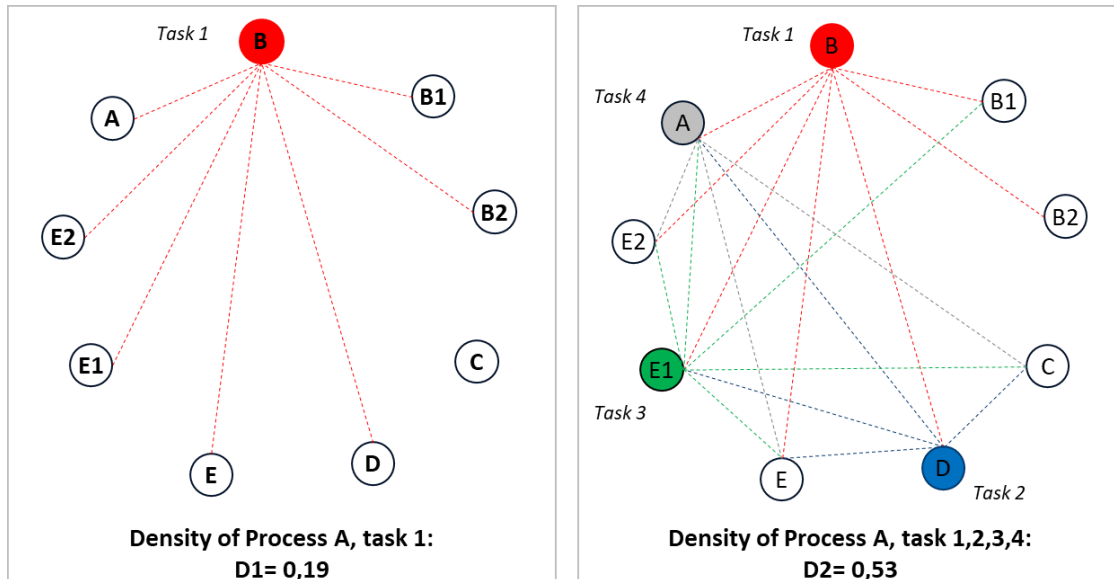 Task 1
B
B1
A
B2
E2
E1
C
D
E
Density of Process A, task 1:
D1= 0,19
Task 1
B
Task 4
B1
A
B2
E2
E1
C
Task 3
D
E
Task 2
Density of Process A, task 1,2,3,4:
D2= 0,53